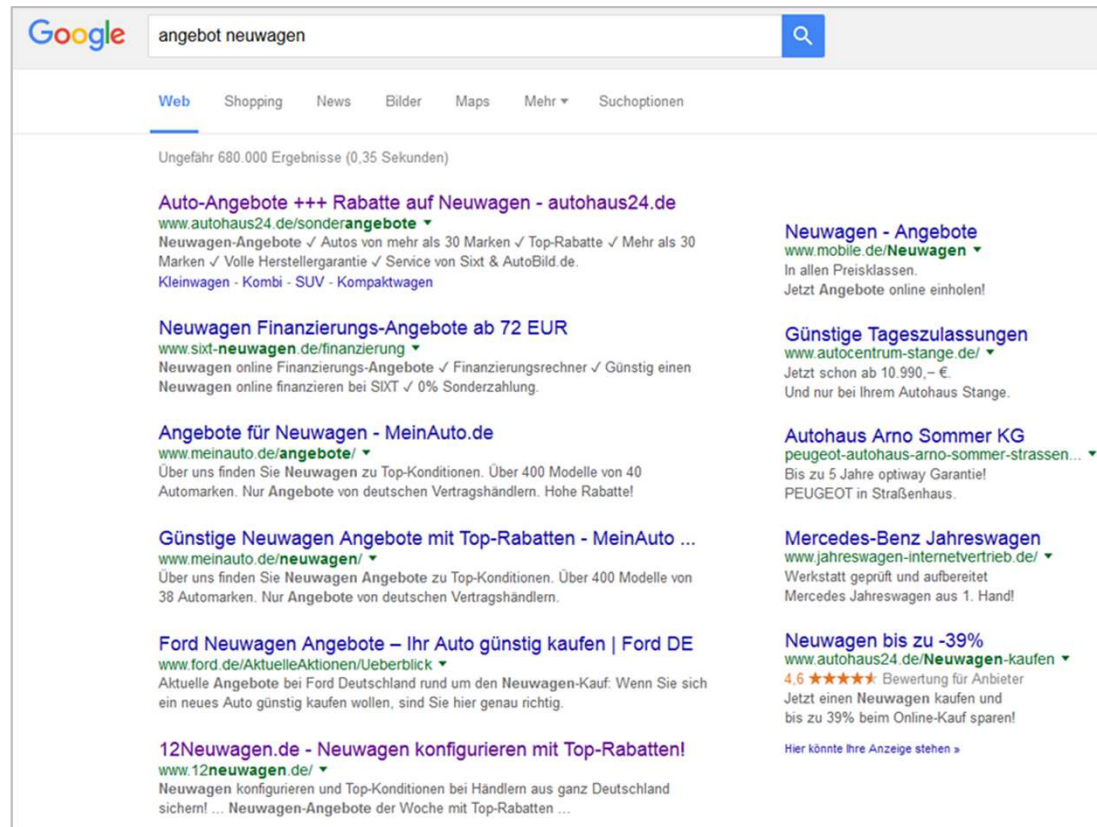 Google
angebot neuwagen
Web Shopping News Bilder Maps Mehr Suchoptionen
Ungefähr 680.000 Ergebnisse (0,35 Sekunden)
Auto-Angebote +++ Rabatte auf Neuwagen - autohaus24.de
www.autohaus24.de/sonderangebote
Neuwagen-Angebote ✓ Autos von mehr als 30 Marken ✓ Top-Rabatte ✓ Mehr als 30
Marken ✓ Volle Herstellergarantie ✓ Service von Sixt & AutoBild.de.
Kleinwagen - Kombi - SUV - Kompaktwagen
Neuwagen Finanzierungs-Angebote ab 72 EUR
www.sixt-neuwagen.de/finanzierung
Neuwagen online Finanzierungs-Angebote ✓ Finanzierungsrechner ✓ Günstig einen
Neuwagen online finanzieren bei SIXT ✓ 0% Sonderzahlung.
Angebote für Neuwagen - MeinAuto.de
www.meinauto.de/angebote/
Über uns finden Sie Neuwagen zu Top-Konditionen. Über 400 Modelle von 40
Automarken. Nur Angebote von deutschen Vertragshändlern. Hohe Rabatte!
Günstige Neuwagen Angebote mit Top-Rabatten - MeinAuto ...
www.meinauto.de/neuwagen/
Über uns finden Sie Neuwagen Angebote zu Top-Konditionen. Über 400 Modelle von
38 Automarken. Nur Angebote von deutschen Vertragshändlern.
Ford Neuwagen Angebote – Ihr Auto günstig kaufen | Ford DE
www.ford.de/AktuelleAktionen/Ueberblick
Aktuelle Angebote bei Ford Deutschland rund um den Neuwagen-Kauf: Wenn Sie sich
ein neues Auto günstig kaufen wollen, sind Sie hier genau richtig.
12Neuwagen.de - Neuwagen konfigurieren mit Top-Rabatten!
www.12neuwagen.de/
Neuwagen konfigurieren und Top-Konditionen bei Händlern aus ganz Deutschland
sichern! ... Neuwagen-Angebote der Woche mit Top-Rabatten ...
Neuwagen - Angebote
www.mobile.de/Neuwagen
In allen Preisklassen.
Jetzt Angebote online einholen!
Günstige Tageszulassungen
www.autocentrum-stange.de/
Jetzt schon ab 10.990,– €.
Und nur bei Ihrem Autohaus Stange.
Autohaus Arno Sommer KG
peugeot-autohaus-arno-sommer-strassen...
Bis zu 5 Jahre optiway Garantie!
PEUGEOT in Straßenhaus.
Mercedes-Benz Jahreswagen
www.jahreswagen-internetvertrieb.de/
Werkstatt geprüft und aufbereitet
Mercedes Jahreswagen aus 1. Hand!
Neuwagen bis zu -39%
www.autohaus24.de/Neuwagen-kaufen
4,6 ★★★★★ Bewertung für Anbieter
Jetzt einen Neuwagen kaufen und
bis zu 39% beim Online-Kauf sparen!
Hier könnte Ihre Anzeige stehen »